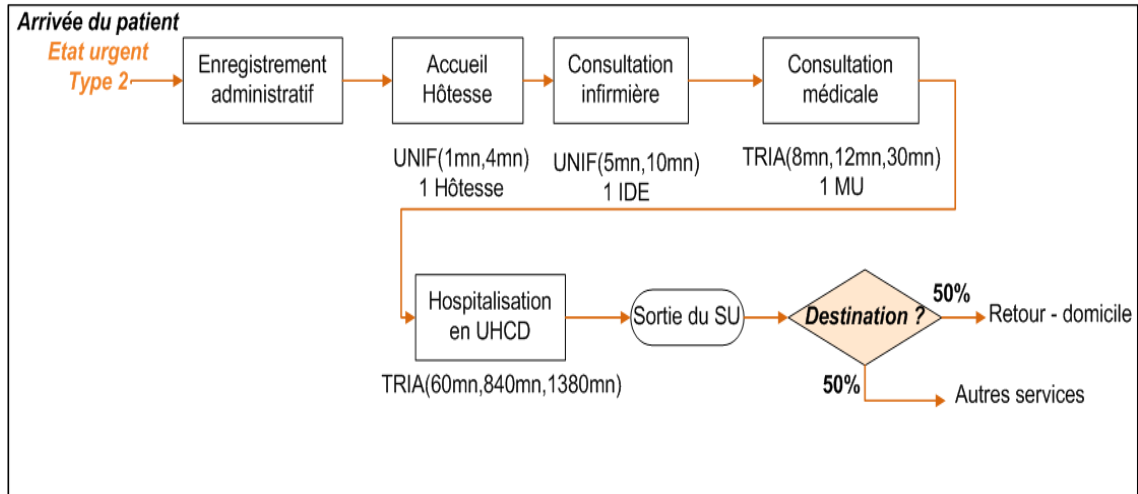 Arrivée du patient
Etat urgent
Type 2
Enregistrement
administratif
Accueil
Hôtesse
Consultation
infirmière
Consultation
médicale
UNIF(1mn,4mn)
1 Hôtesse
UNIF(5mn,10mn)
1 IDE
TRIA(8mn,12mn,30mn)
1 MU
Hospitalisation
en UHCD
TRIA(60mn,840mn,1380mn)
Sortie du SU
Destination ?
50%
Retour - domicile
50%
Autres services